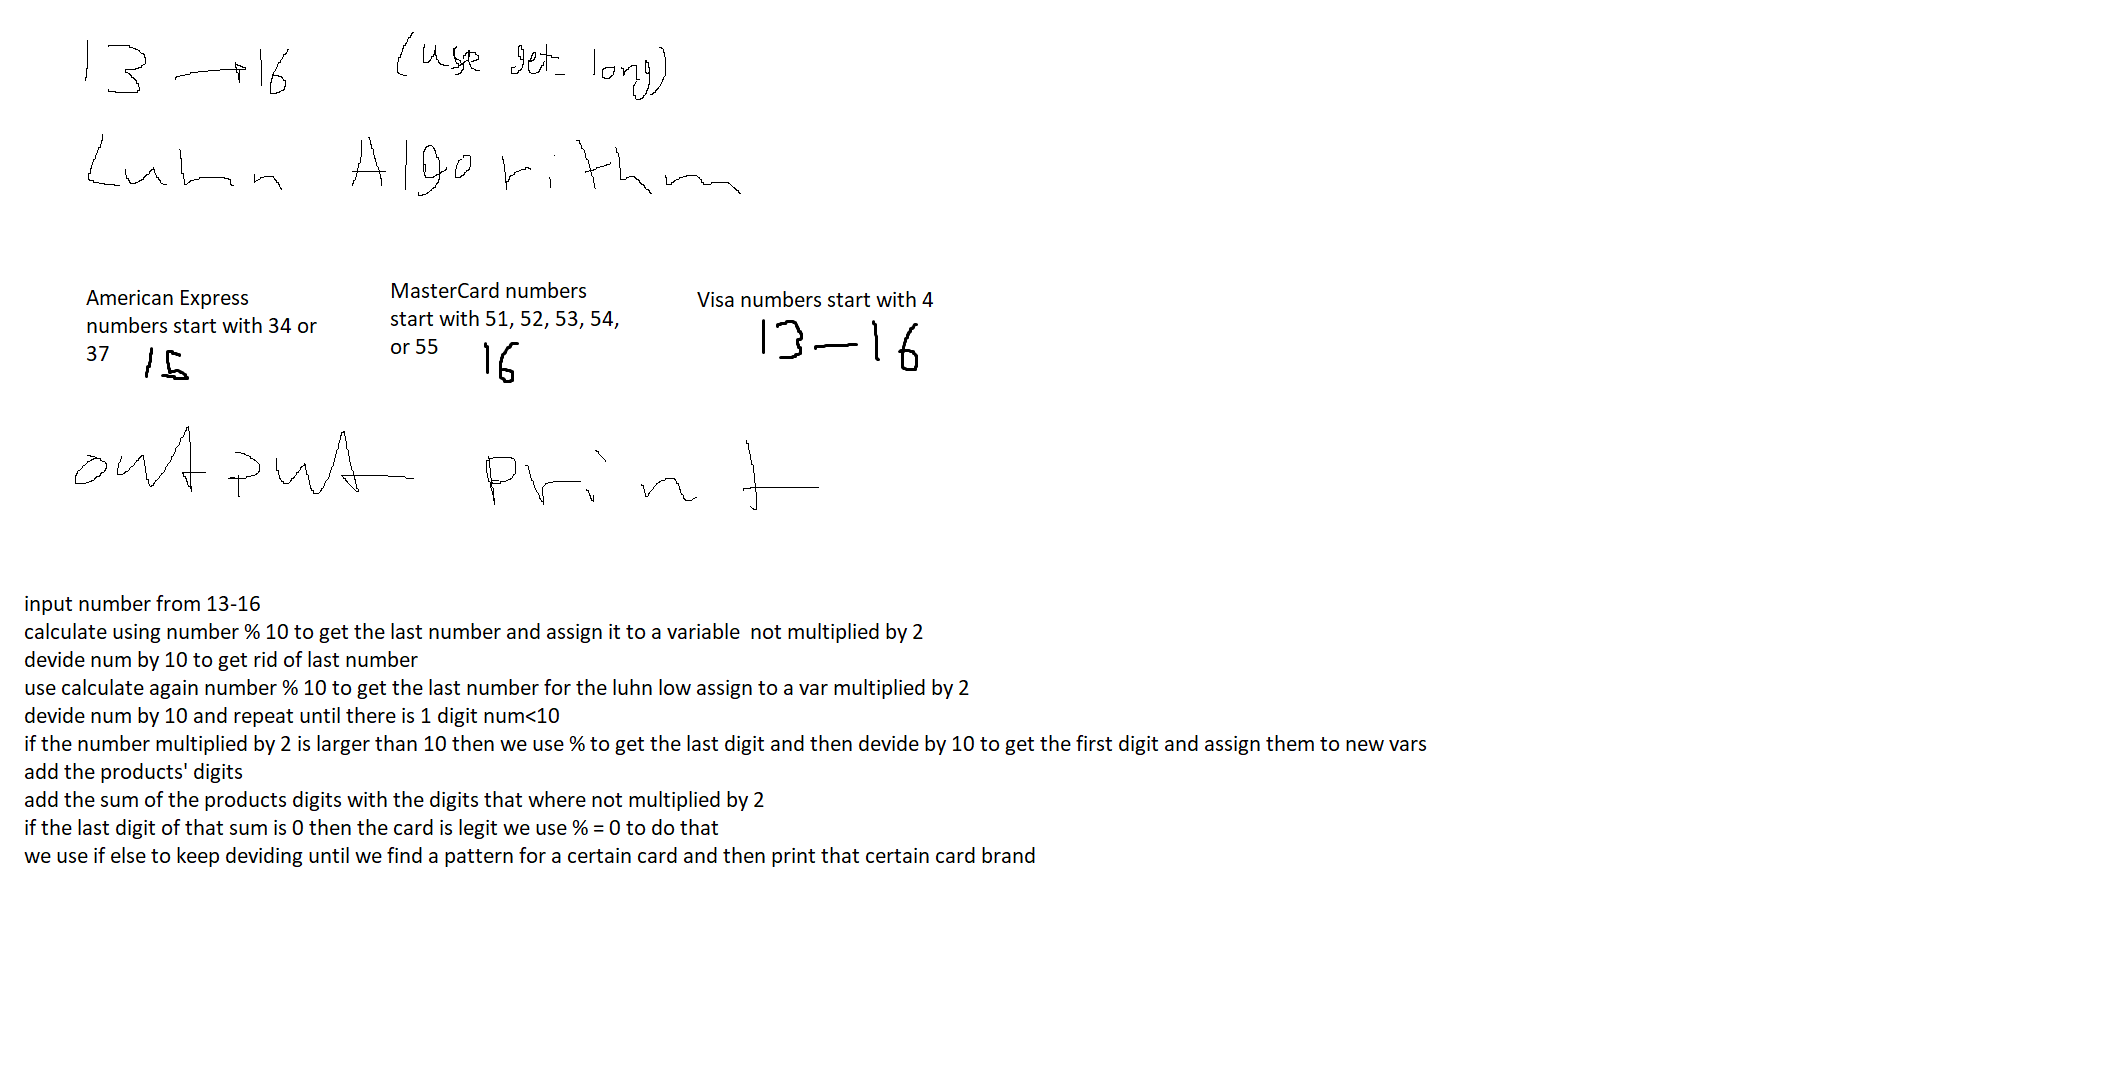 13 → 16 (use get_long)
Luhn Algorithm
American Express
numbers start with 34 or
37 15
MasterCard numbers
start with 51, 52, 53, 54,
or 55 16
Visa numbers start with 4
13-16
output print
input number from 13-16
calculate using number % 10 to get the last number and assign it to a variable  not multiplied by 2
devide num by 10 to get rid of last number
use calculate again number % 10 to get the last number for the luhn low assign to a var multiplied by 2
devide num by 10 and repeat until there is 1 digit num<10
if the number multiplied by 2 is larger than 10 then we use % to get the last digit and then devide by 10 to get the first digit and assign them to new vars
add the products' digits
add the sum of the products digits with the digits that where not multiplied by 2
if the last digit of that sum is 0 then the card is legit we use % = 0 to do that
we use if else to keep deviding until we find a pattern for a certain card and then print that certain card brand